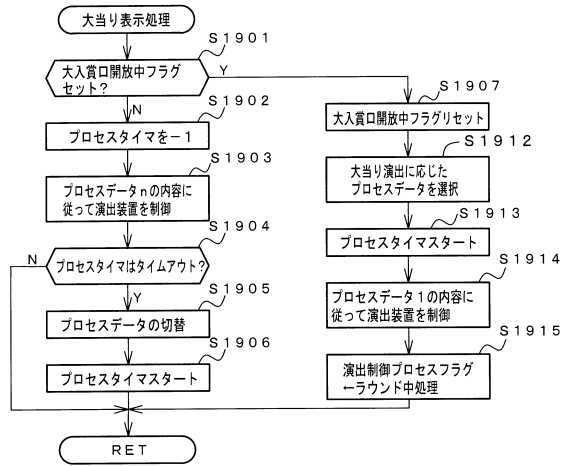 大当り表示処理
S1901
大入賞口開放中フラグ
セット?
Y
N
S1902
プロセスタイマを-1
S1903
プロセスデータnの内容に
従って演出装置を制御
S1904
N
プロセスタイマはタイムアウト?
Y
S1905
プロセスデータの切替
S1906
プロセスタイマスタート
RET
S1907
大入賞口開放中フラグリセット
S1912
大当り演出に応じた
プロセスデータを選択
S1913
プロセスタイマスタート
S1914
プロセスデータ1の内容に
従って演出装置を制御
S1915
演出制御プロセスフラグ
←ラウンド中処理